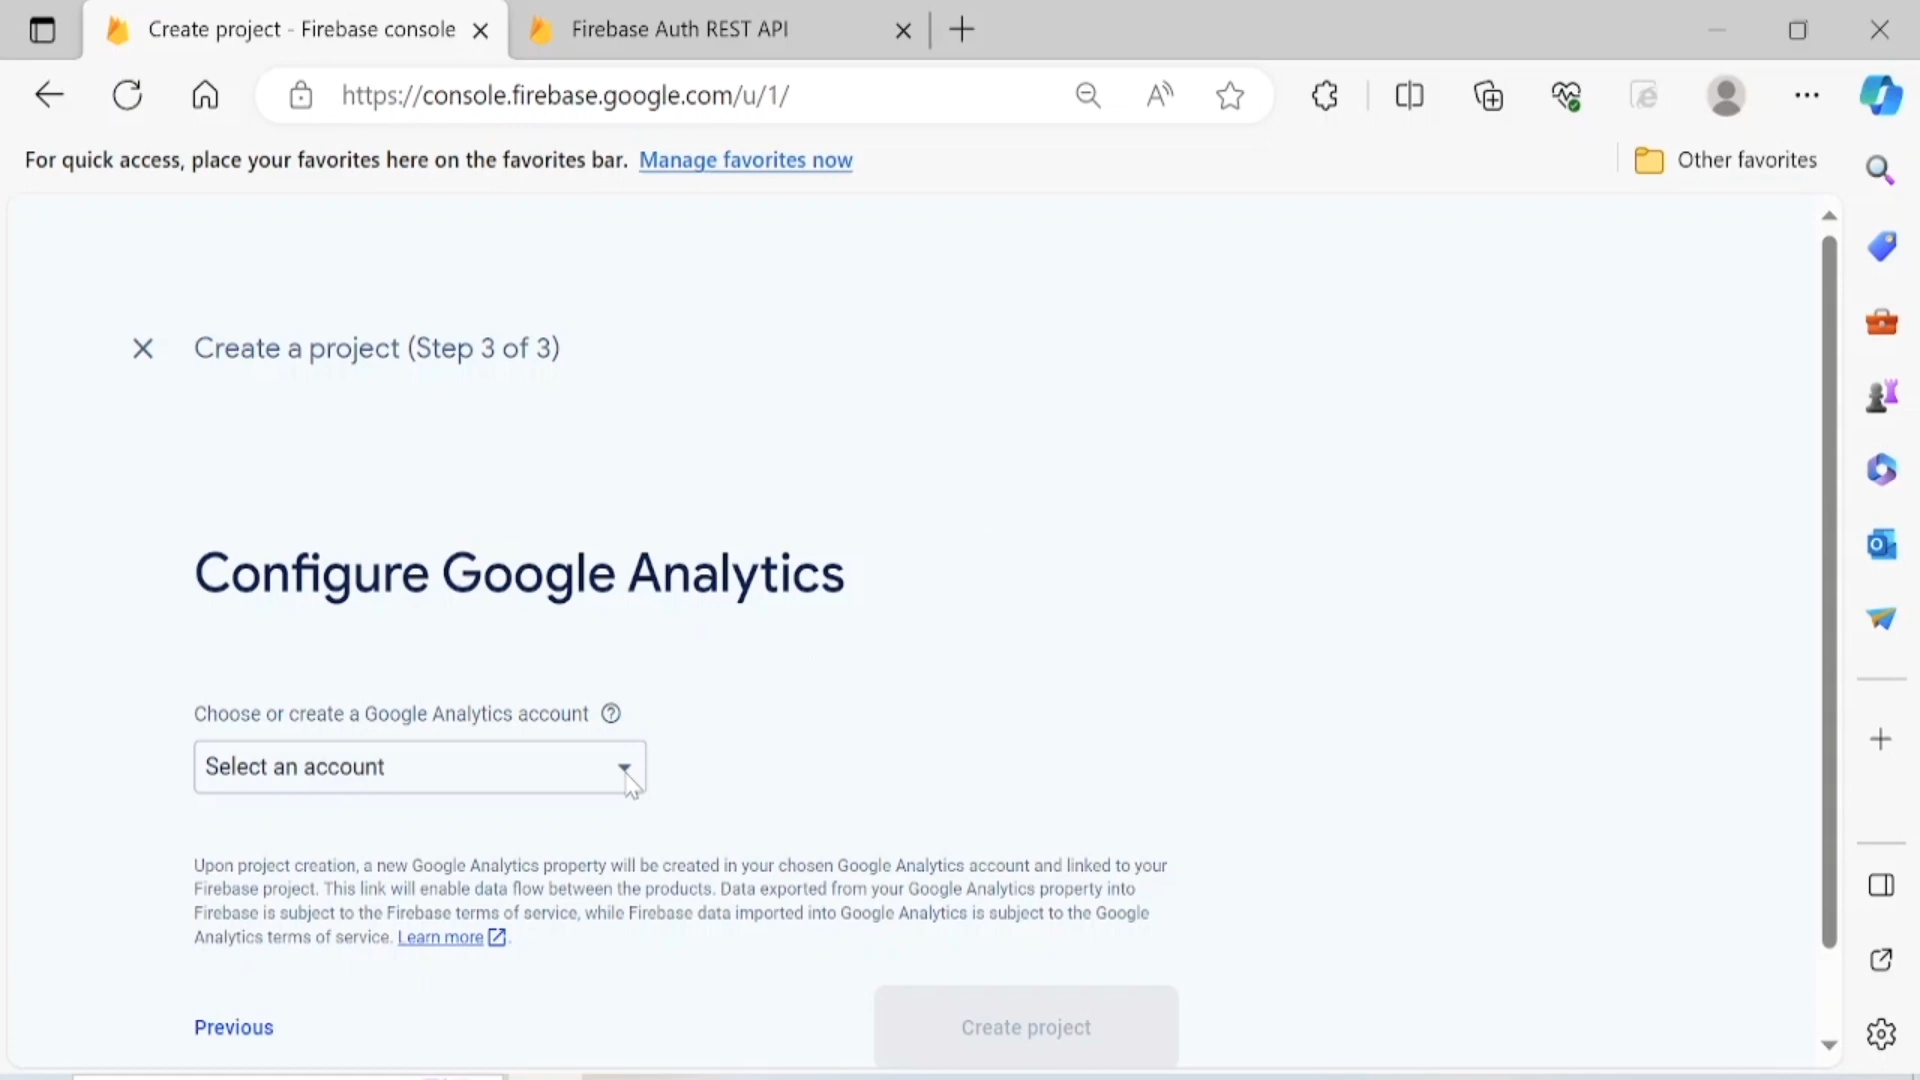 Create project - Firebase console
Firebase Auth REST API
https://console.firebase.google.com/u/1/
For quick access, place your favorites here on the favorites bar. Manage favorites now
Other favorites
Create a project (Step 3 of 3)
Configure Google Analytics
Choose or create a Google Analytics account
Select an account
Upon project creation, a new Google Analytics property will be created in your chosen Google Analytics account and linked to your
Firebase project. This link will enable data flow between the products. Data exported from your Google Analytics property into
Firebase is subject to the Firebase terms of service, while Firebase data imported into Google Analytics is subject to the Google
Analytics terms of service. Learn more.
Previous
Create project